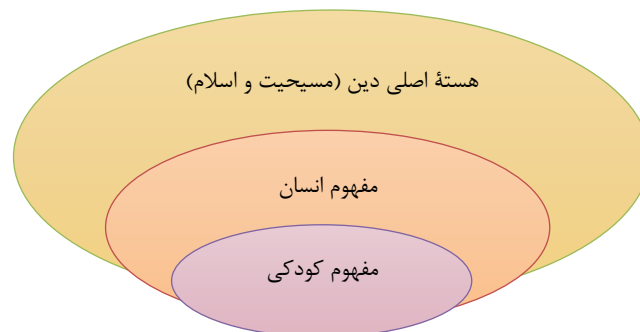 هستهٔ اصلی دین (مسیحیت و اسلام)
مفهوم انسان
مفهوم کودکی